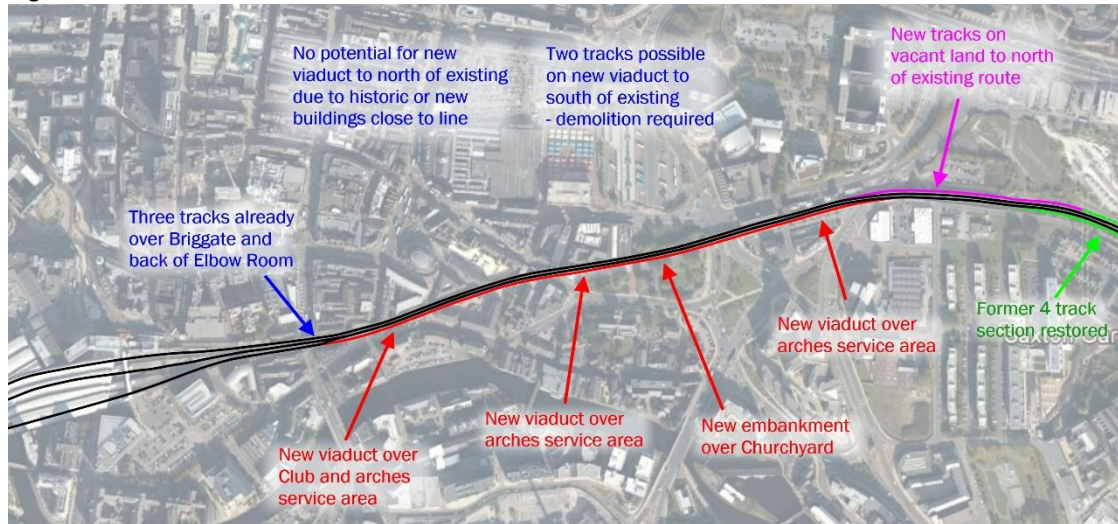 No potential for new
viaduct to north of existing
due to historic or new
buildings close to line
Two tracks possible
on new viaduct to
south of existing
- demolition required
New tracks on
vacant land to north
of existing route
Three tracks already
over Briggate and
back of Elbow Room
New viaduct over
Club and arches
service area
New viaduct over
arches service area
New embankment
over Churchyard
New viaduct over
arches service area
Former 4 track
section restored